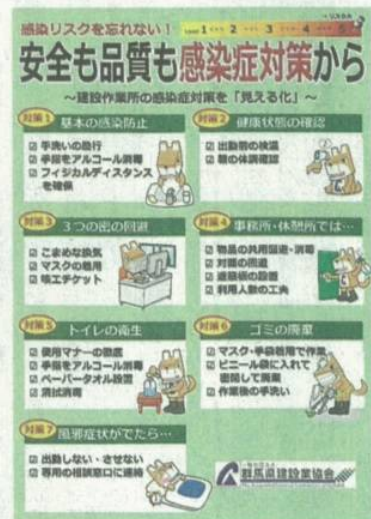 感染リスクを忘れない!
安全も品質も感染症対策から
〜建設作業所の感染症対策を「見える化」〜
対策1 基本の感染防止
☑ 手洗いの励行
☑ 手指をアルコール消毒
☑ フィジカルディスタンス
を確保
対策2 健康状態の確認
☑ 出勤前の検温
☑ 朝の体調確認
対策3 3つの密の回避
☑ こまめな換気
☑ マスクの着用
☑ 咳エチケット
対策4 事務所・休憩所では…
☑ 物品の共用回避・消毒
☑ 対面の回避
☑ 遮蔽板の設置
☑ 利用人数の工夫
対策5 トイレの衛生
☑ 使用マナーの徹底
☑ 手指をアルコール消毒
☑ ペーパータオル設置
☑ 清拭消毒
対策6 ゴミの廃棄
☑ マスク・手袋着用で作業
☑ ビニール袋に入れて
密閉して廃棄
☑ 作業後の手洗い
対策7 風邪症状がでたら…
☑ 出勤しない・させない
☑ 専用の相談窓口に連絡
一般社団法人
群馬県建設業協会